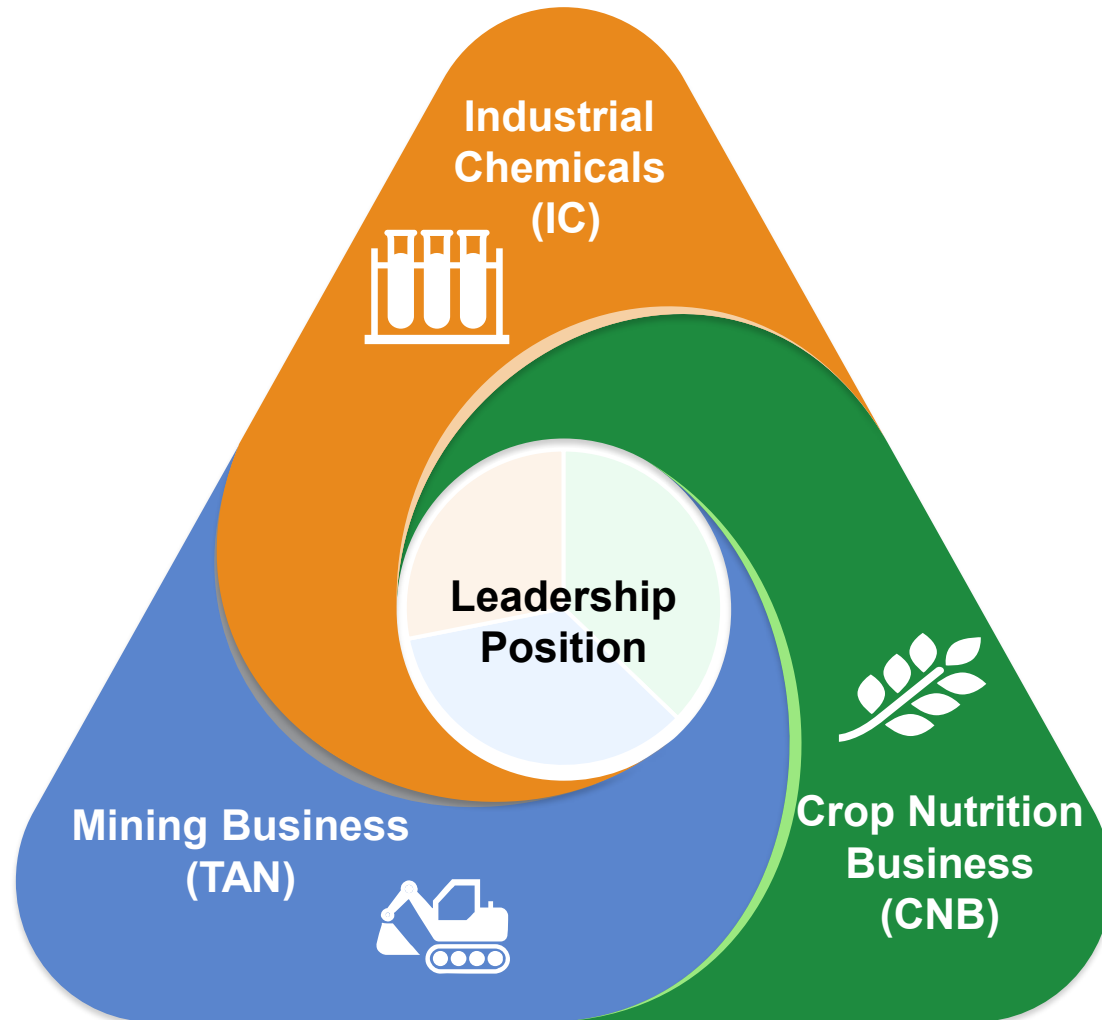 Industrial
Chemicals
(IC)
Leadership
Position
Mining Business
(TAN)
Crop Nutrition
Business
(CNB)